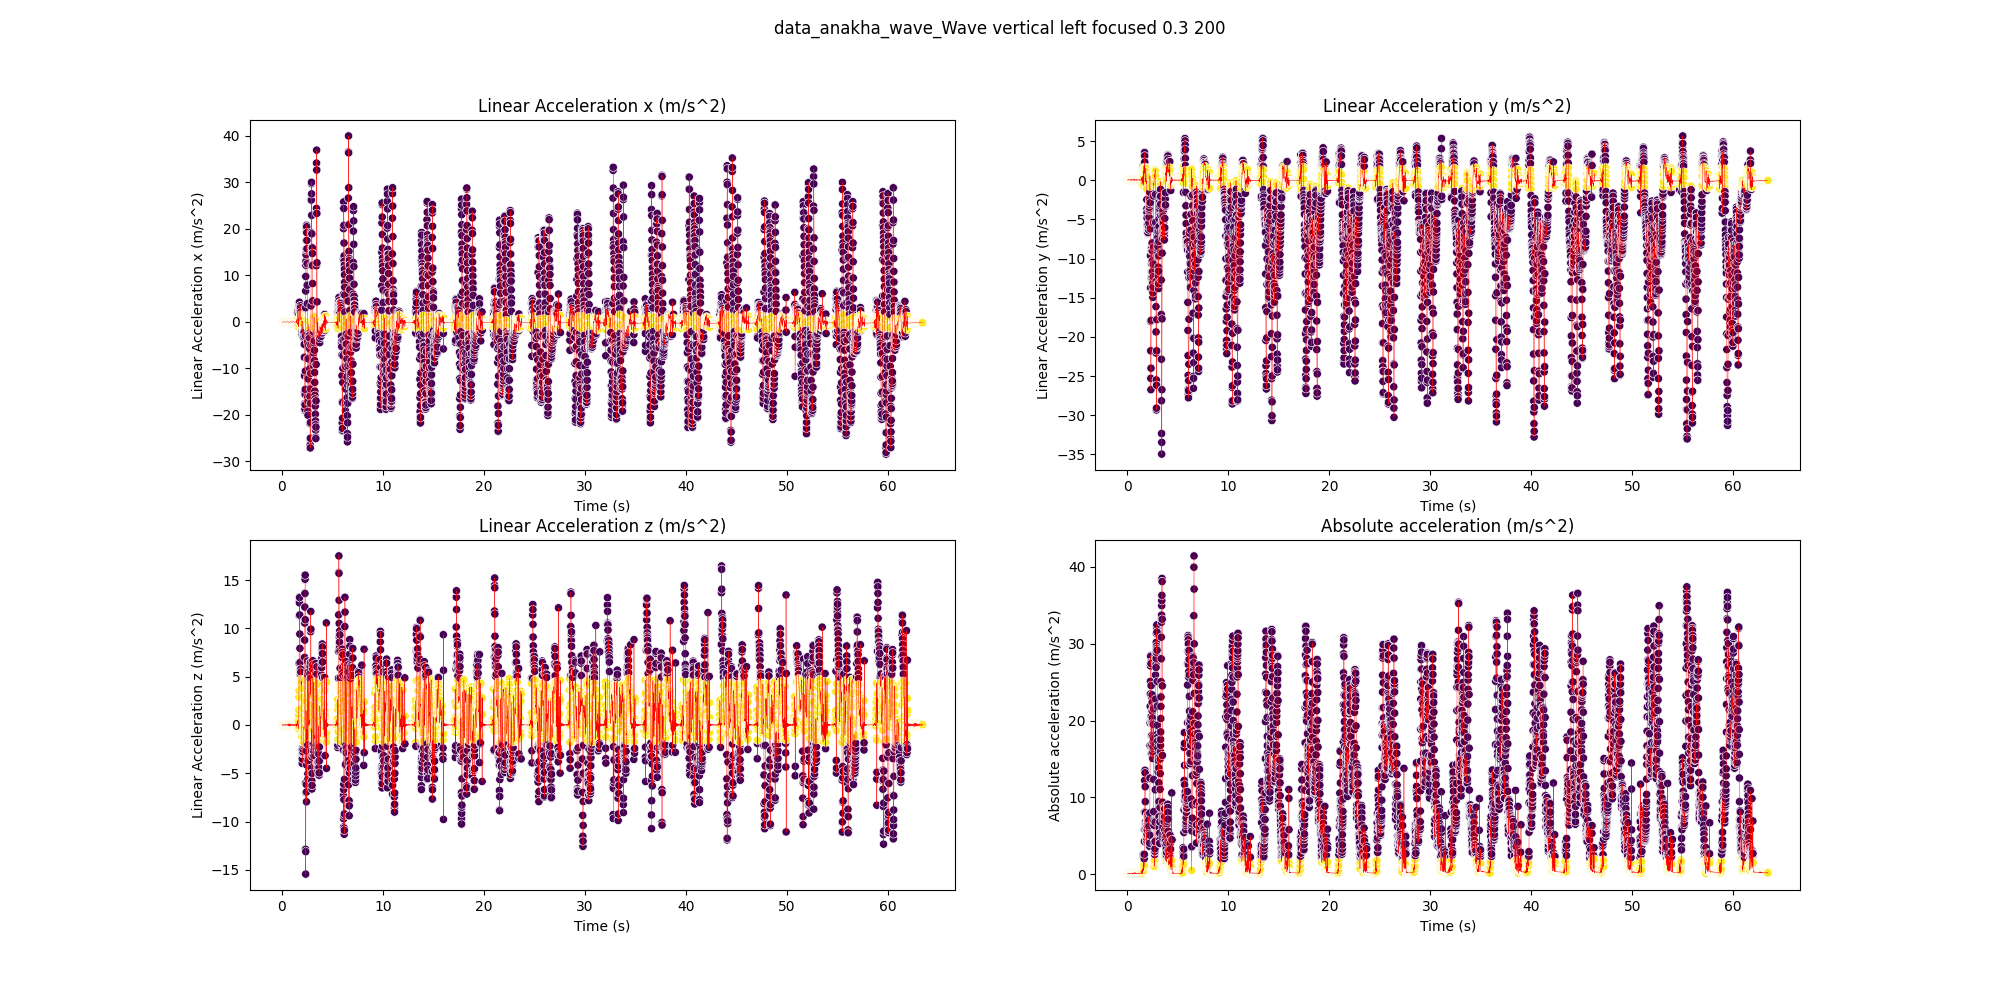 data_anakha_wave_Wave vertical left focused 0.3 200
Linear Acceleration x (m/s^2)
Linear Acceleration x (m/s^2)
40
30
20
10
0
−10
−20
−30
0 10 20 30 40 50 60
Time (s)
Linear Acceleration y (m/s^2)
Linear Acceleration y (m/s^2)
5
0
−5
−10
−15
−20
−25
−30
−35
0 10 20 30 40 50 60
Time (s)
Linear Acceleration z (m/s^2)
Linear Acceleration z (m/s^2)
15
10
5
0
−5
−10
−15
0 10 20 30 40 50 60
Time (s)
Absolute acceleration (m/s^2)
Absolute acceleration (m/s^2)
40
30
20
10
0
0 10 20 30 40 50 60
Time (s)